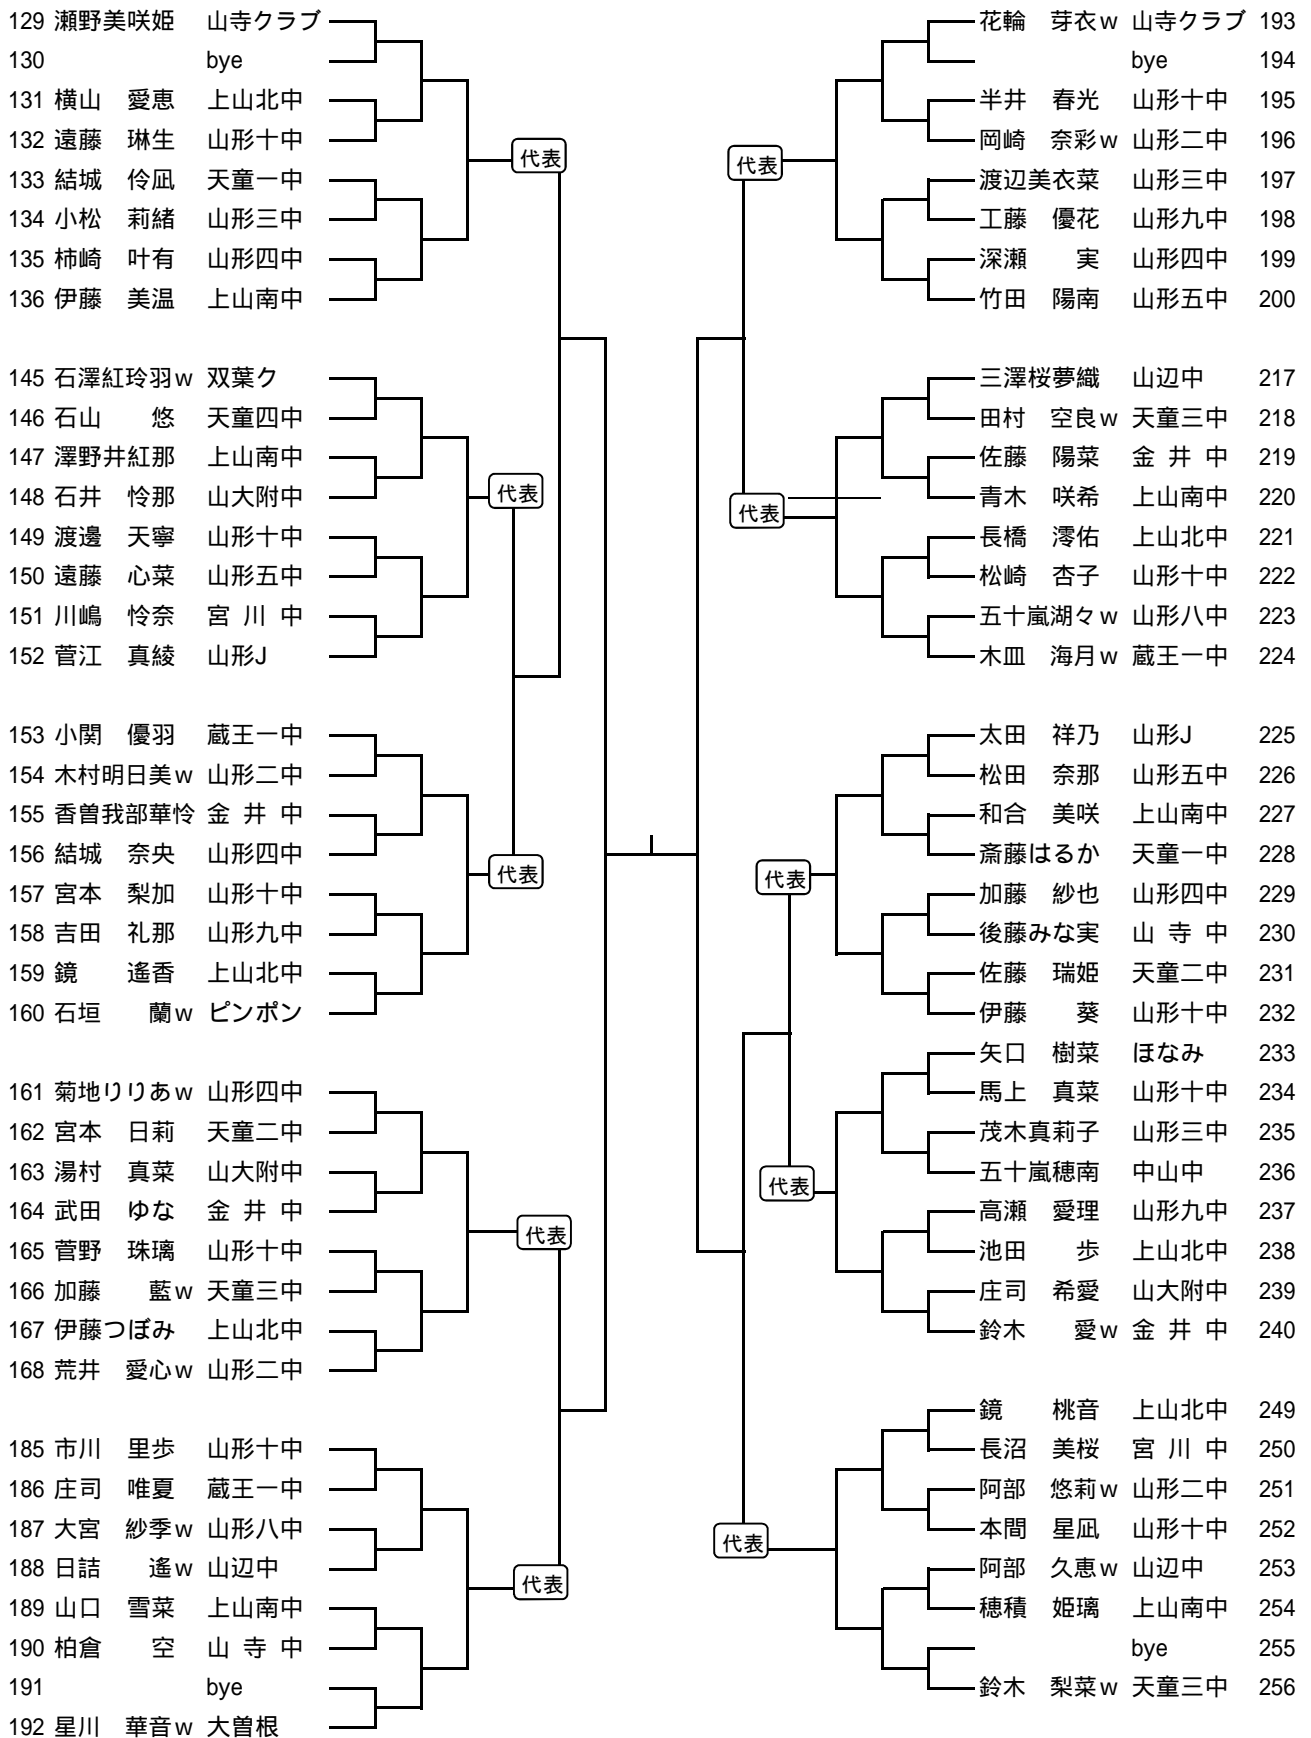 129 瀬野美咲姫 山寺クラブ
130 bye
131 横山 愛恵 上山北中
132 遠藤 琳生 山形十中
代表
133 結城 伶凪 天童一中
134 小松 莉緒 山形三中
135 柿崎 叶有 山形四中
136 伊藤 美温 上山南中
145 石澤紅玲羽w 双葉ク
146 石山 悠 天童四中
147 澤野井紅那 上山南中
148 石井 怜那 山大附中
代表
149 渡邊 天寧 山形十中
150 遠藤 心菜 山形五中
151 川嶋 怜奈 宮川中
152 菅江 真綾 山形J
153 小関 優羽 蔵王一中
154 木村明日美w 山形二中
155 香曽我部華怜 金井中
156 結城 奈央 山形四中
代表
157 宮本 梨加 山形十中
158 吉田 礼那 山形九中
159 鏡 遙香 上山北中
160 石垣 蘭w ピンポン
161 菊地りりあw 山形四中
162 宮本 日莉 天童二中
163 湯村 真菜 山大附中
164 武田 ゆな 金井中
代表
165 菅野 珠璃 山形十中
166 加藤 藍w 天童三中
167 伊藤つぼみ 上山北中
168 荒井 愛心w 山形二中
185 市川 里歩 山形十中
186 庄司 唯夏 蔵王一中
187 大宮 紗季w 山形八中
188 日詰 遙w 山辺中
代表
189 山口 雪菜 上山南中
190 柏倉 空 山寺中
191 bye
192 星川 華音w 大曽根
花輪 芽衣w 山寺クラブ 193
bye 194
半井 春光 山形十中 195
岡崎 奈彩w 山形二中 196
代表
渡辺美衣菜 山形三中 197
工藤 優花 山形九中 198
深瀬 実 山形四中 199
竹田 陽南 山形五中 200
三澤桜夢織 山辺中 217
田村 空良w 天童三中 218
佐藤 陽菜 金井中 219
青木 咲希 上山南中 220
代表
長橋 澪佑 上山北中 221
松崎 杏子 山形十中 222
五十嵐湖々w 山形八中 223
木皿 海月w 蔵王一中 224
太田 祥乃 山形J 225
松田 奈那 山形五中 226
和合 美咲 上山南中 227
斎藤はるか 天童一中 228
代表
加藤 紗也 山形四中 229
後藤みな実 山寺中 230
佐藤 瑞姫 天童二中 231
伊藤 葵 山形十中 232
矢口 樹菜 ほなみ 233
馬上 真菜 山形十中 234
茂木真莉子 山形三中 235
五十嵐穂南 中山中 236
代表
高瀬 愛理 山形九中 237
池田 歩 上山北中 238
庄司 希愛 山大附中 239
鈴木 愛w 金井中 240
鏡 桃音 上山北中 249
長沼 美桜 宮川中 250
阿部 悠莉w 山形二中 251
本間 星凪 山形十中 252
代表
阿部 久恵w 山辺中 253
穂積 姫璃 上山南中 254
bye 255
鈴木 梨菜w 天童三中 256